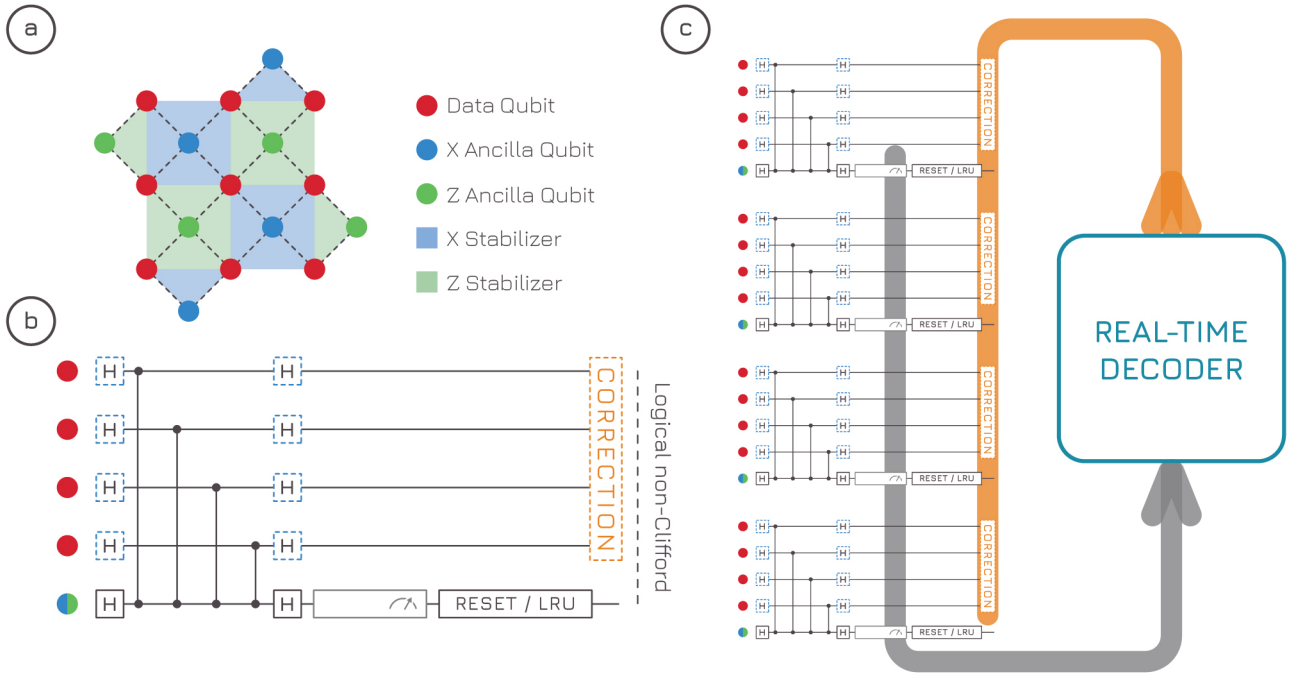 a
Data Qubit
X Ancilla Qubit
Z Ancilla Qubit
X Stabilizer
Z Stabilizer
b
H H
H H
H H
H H
H H RESET / LRU
CORRECTION
Logical non-Clifford
c
H H
H H
H H
H H
H H RESET / LRU
CORRECTION
H H
H H
H H
H H
H H RESET / LRU
CORRECTION
H H
H H
H H
H H
H H RESET / LRU
CORRECTION
H H
H H
H H
H H
H H RESET / LRU
CORRECTION
REAL-TIME
DECODER